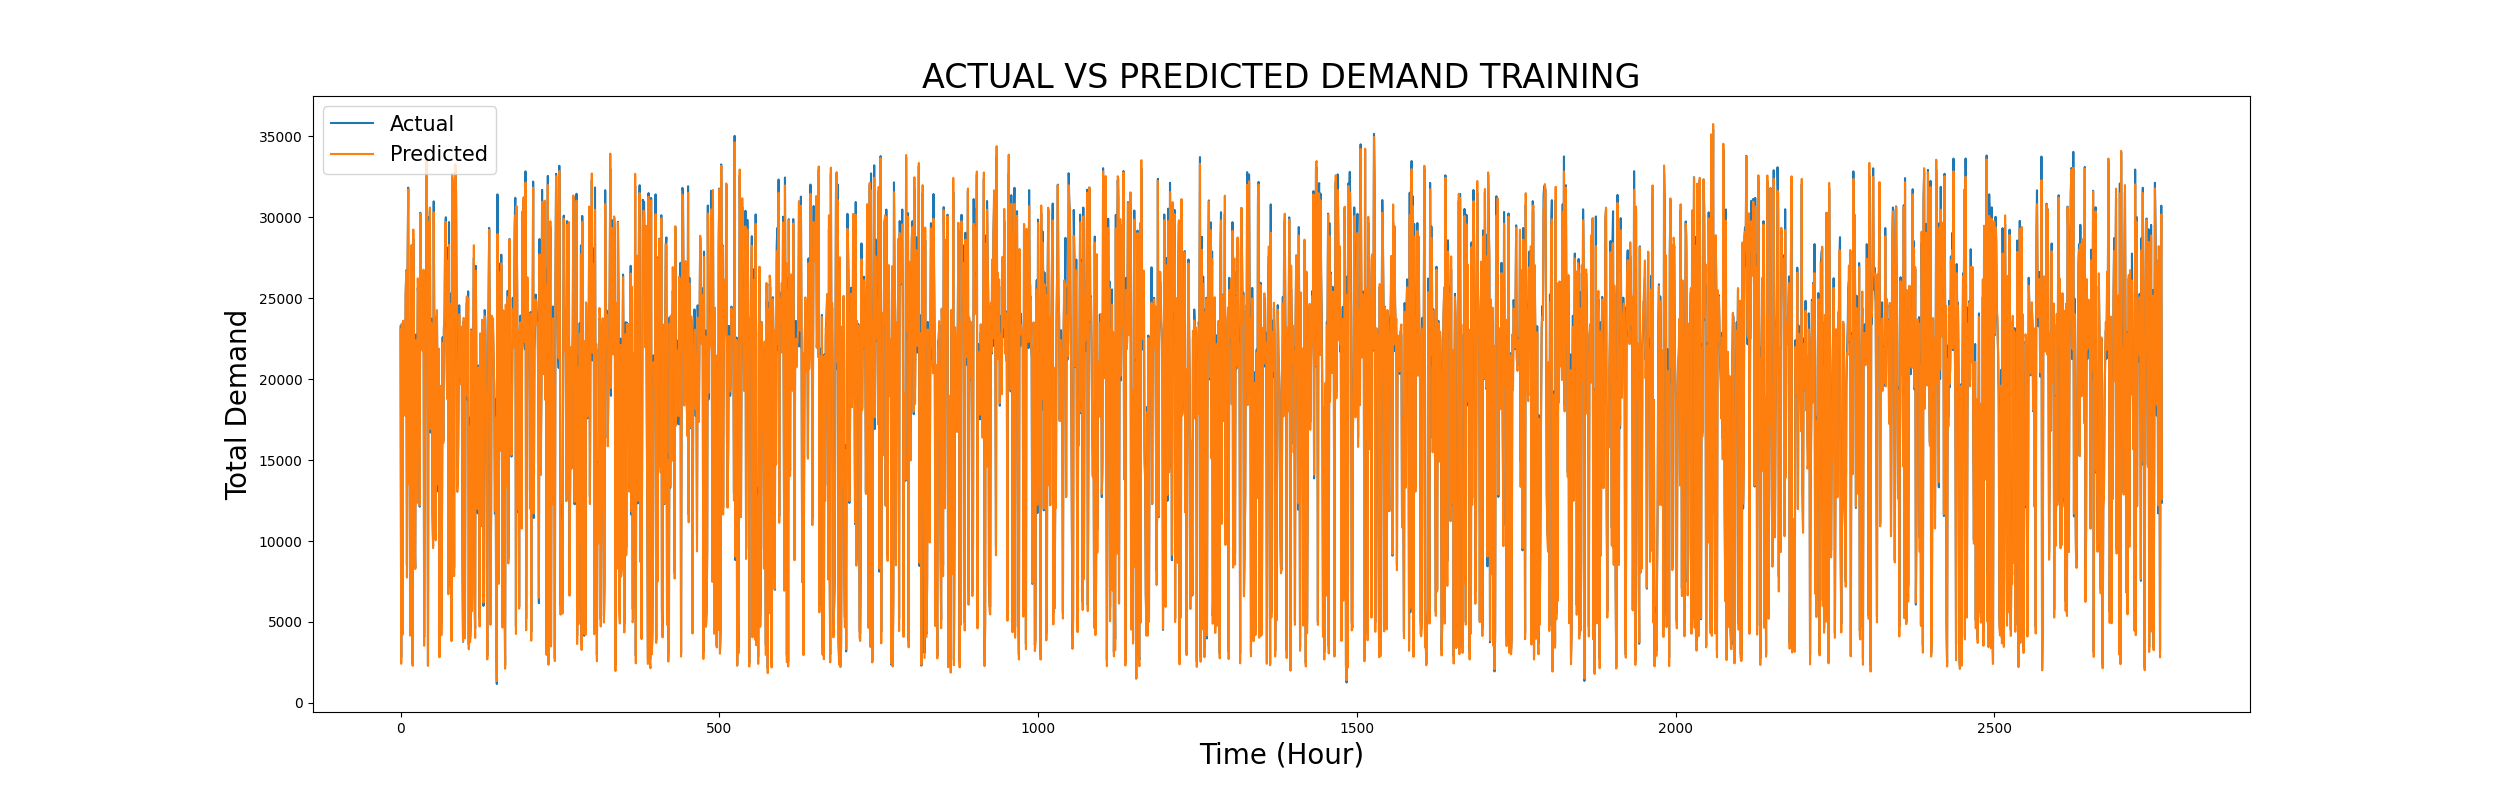 ACTUAL VS PREDICTED DEMAND TRAINING
Actual
Predicted
35000
30000
25000
20000
15000
10000
5000
0
Total Demand
0 500 1000 1500 2000 2500
Time (Hour)